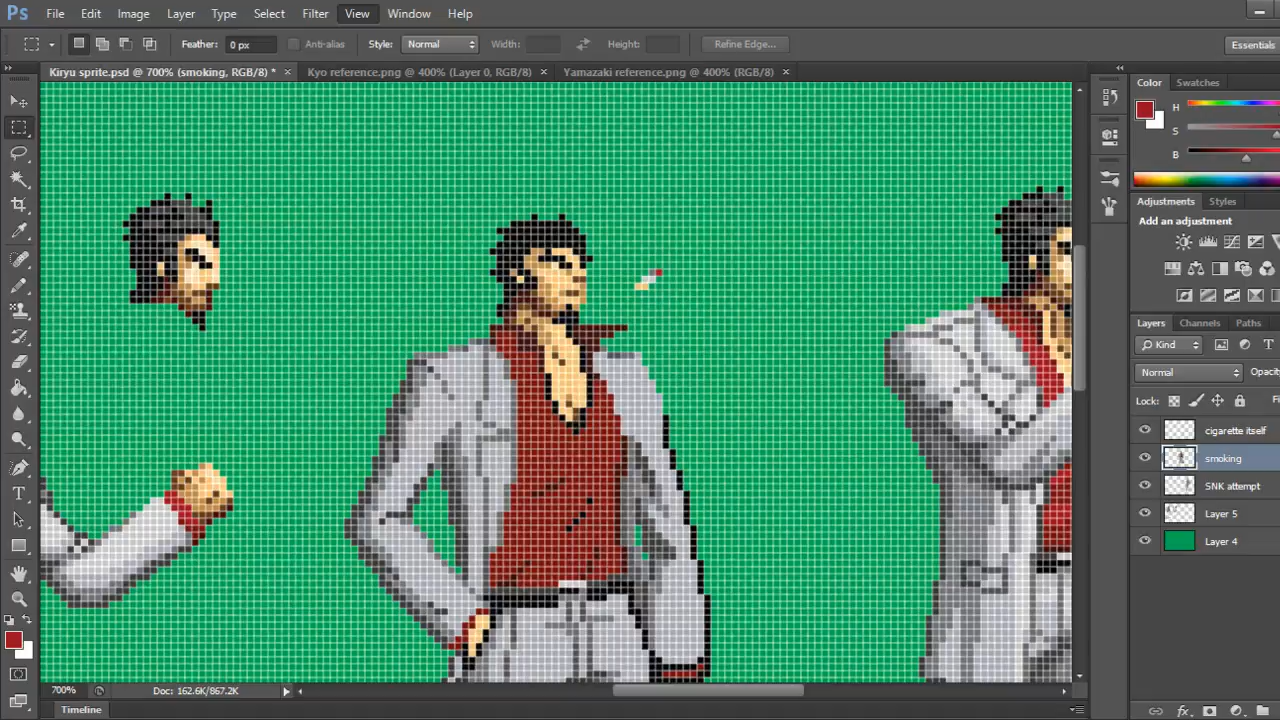 Ps File Edit Image Layer Type Select Filter View Window Help
Feather: 0 px Anti-alias Style: Normal Width: Height: Refine Edge... Essentials
Kiryu sprite.psd @ 700% (smoking, RGB/8) * × Kyo reference.png @ 400% (Layer 0, RGB/8) × Yamazaki reference.png @ 400% (RGB/8) ×
Color Swatches
H
S
B
Adjustments Styles
Add an adjustment
Layers Channels Paths
Kind
Normal Opacit
Lock: Fi
cigarette itself
smoking
SNK attempt
Layer 5
Layer 4
700% Doc: 162.6K/867.2K
Timeline